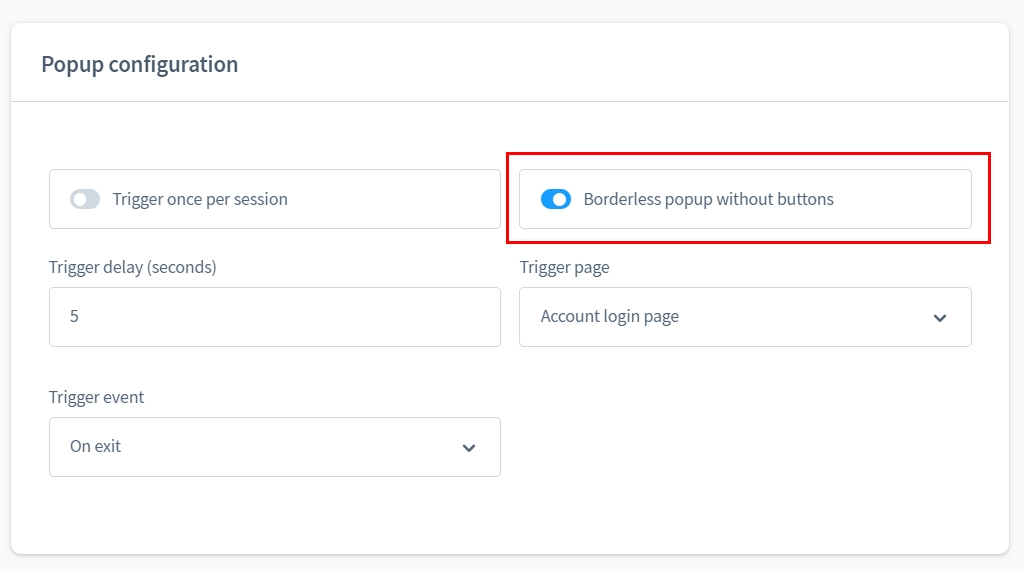 Popup configuration
Trigger once per session
Borderless popup without buttons
Trigger delay (seconds)
Trigger page
5
Account login page
Trigger event
On exit